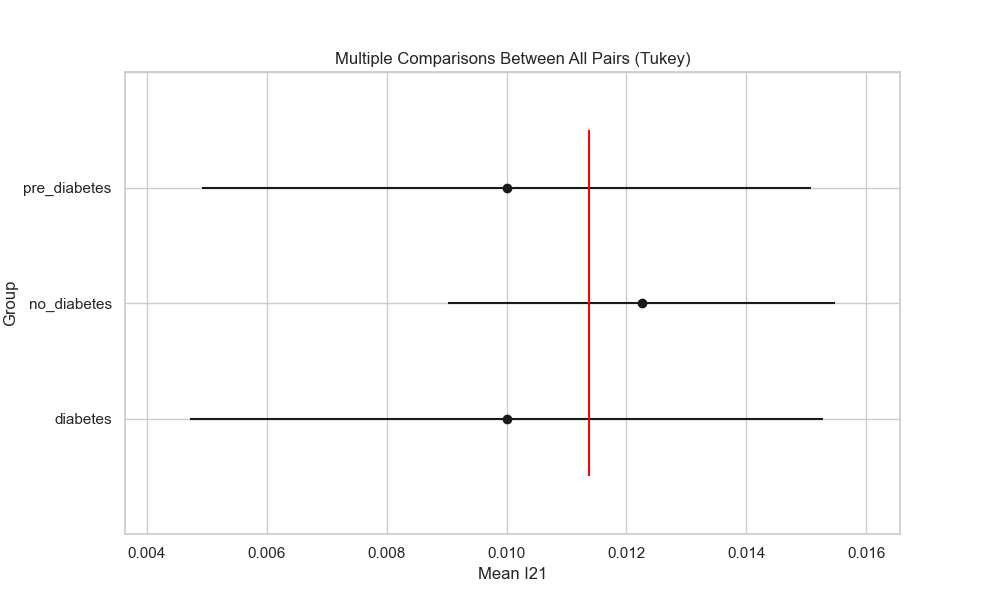 Multiple Comparisons Between All Pairs (Tukey)
pre_diabetes
no_diabetes
diabetes
Group
0.004 0.006 0.008 0.010 0.012 0.014 0.016
Mean I21